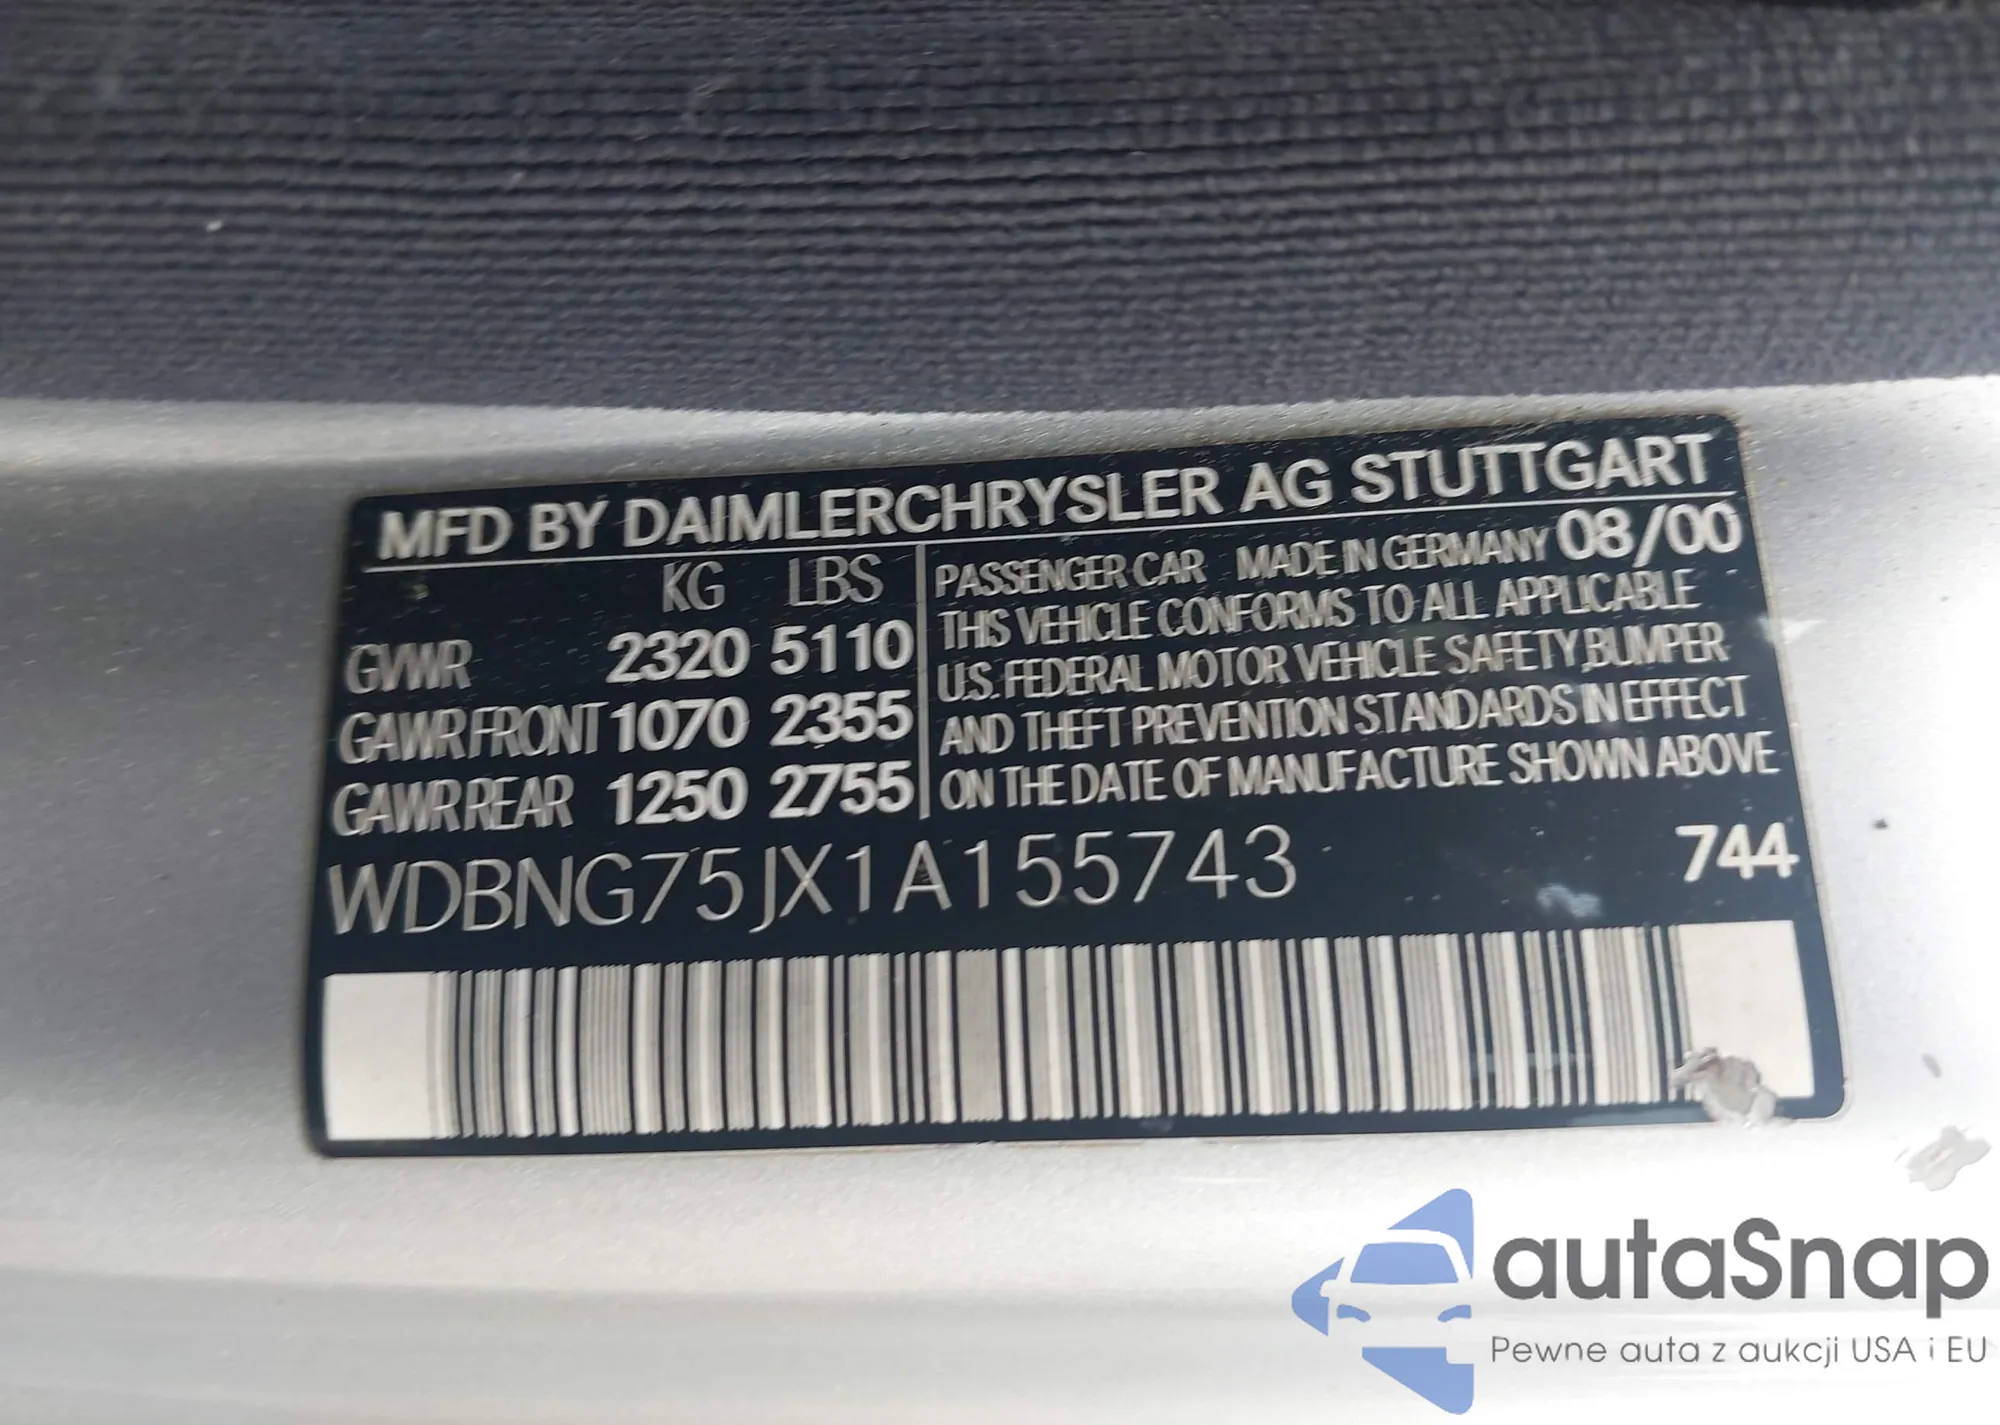 MFD BY DAIMLERCHRYSLER AG STUTTGART
KG LBS
GVWR 2320 5110
GAWR FRONT 1070 2355
GAWR REAR 1250 2755
PASSENGER CAR MADE IN GERMANY 08/00
THIS VEHICLE CONFORMS TO ALL APPLICABLE
U.S. FEDERAL MOTOR VEHICLE SAFETY, BUMPER
AND THEFT PREVENTION STANDARDS IN EFFECT
ON THE DATE OF MANUFACTURE SHOWN ABOVE
WDBNG75JX1A155743 744
autaSnap
Pewne auta z aukcji USA i EU